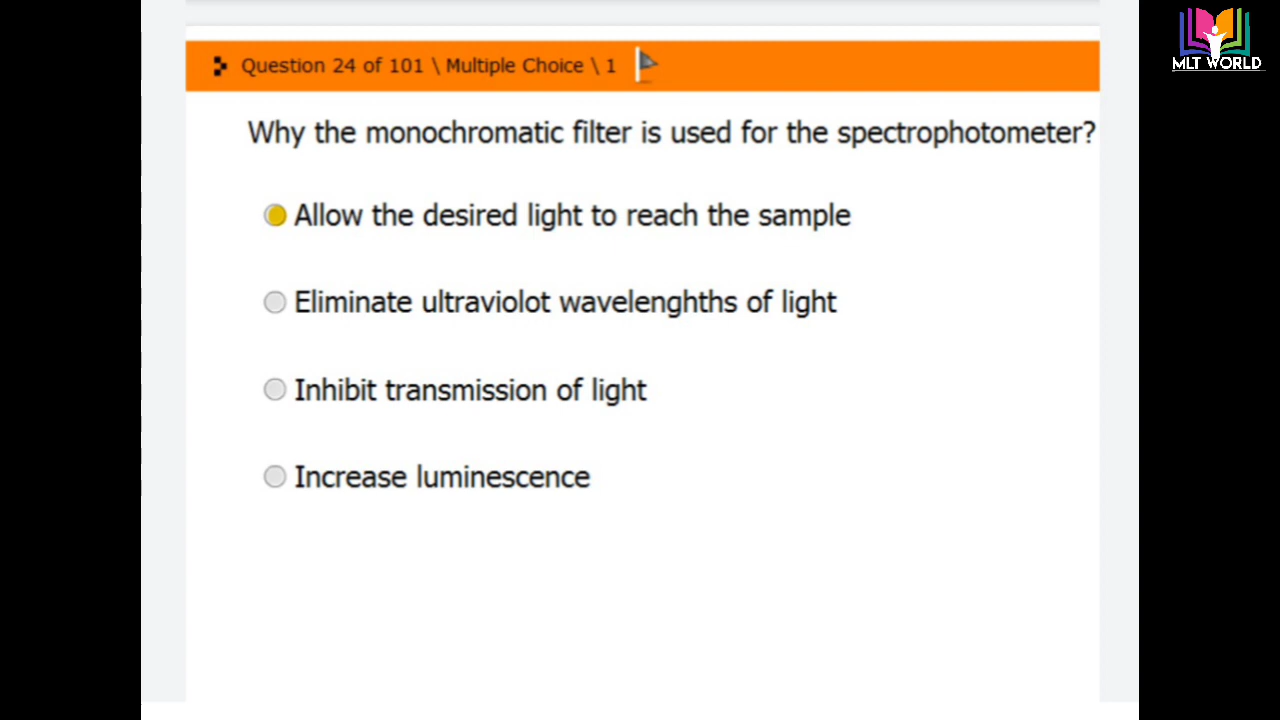 Question 24 of 101 \ Multiple Choice \ 1
MLT WORLD
Why the monochromatic filter is used for the spectrophotometer?
Allow the desired light to reach the sample
Eliminate ultraviolot wavelenghths of light
Inhibit transmission of light
Increase luminescence